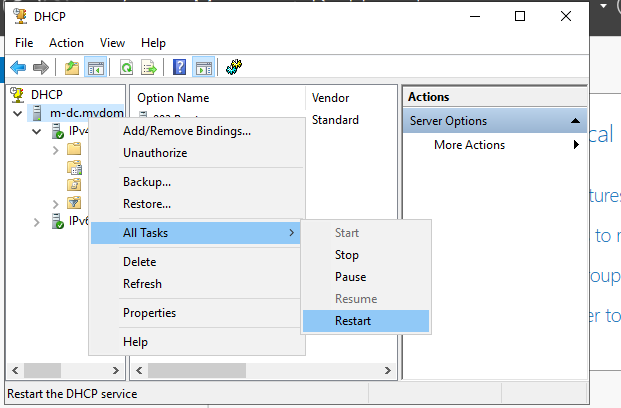 DHCP
File Action View Help
DHCP
m-dc.mydom
IPv4
IPv6
Option Name Vendor
Standard
Add/Remove Bindings...
Unauthorize
Backup...
Restore...
All Tasks
Delete
Refresh
Properties
Help
Start
Stop
Pause
Resume
Restart
Actions
Server Options
More Actions
Restart the DHCP service
cal
tures
to
oup
er to